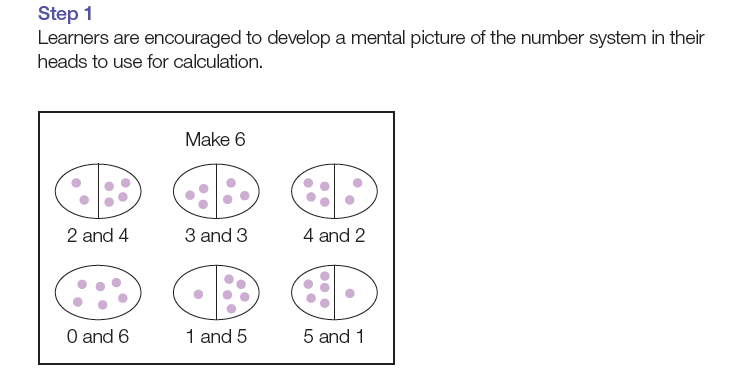 Step 1
Learners are encouraged to develop a mental picture of the number system in their
heads to use for calculation.
Make 6
2 and 4
3 and 3
4 and 2
0 and 6
1 and 5
5 and 1